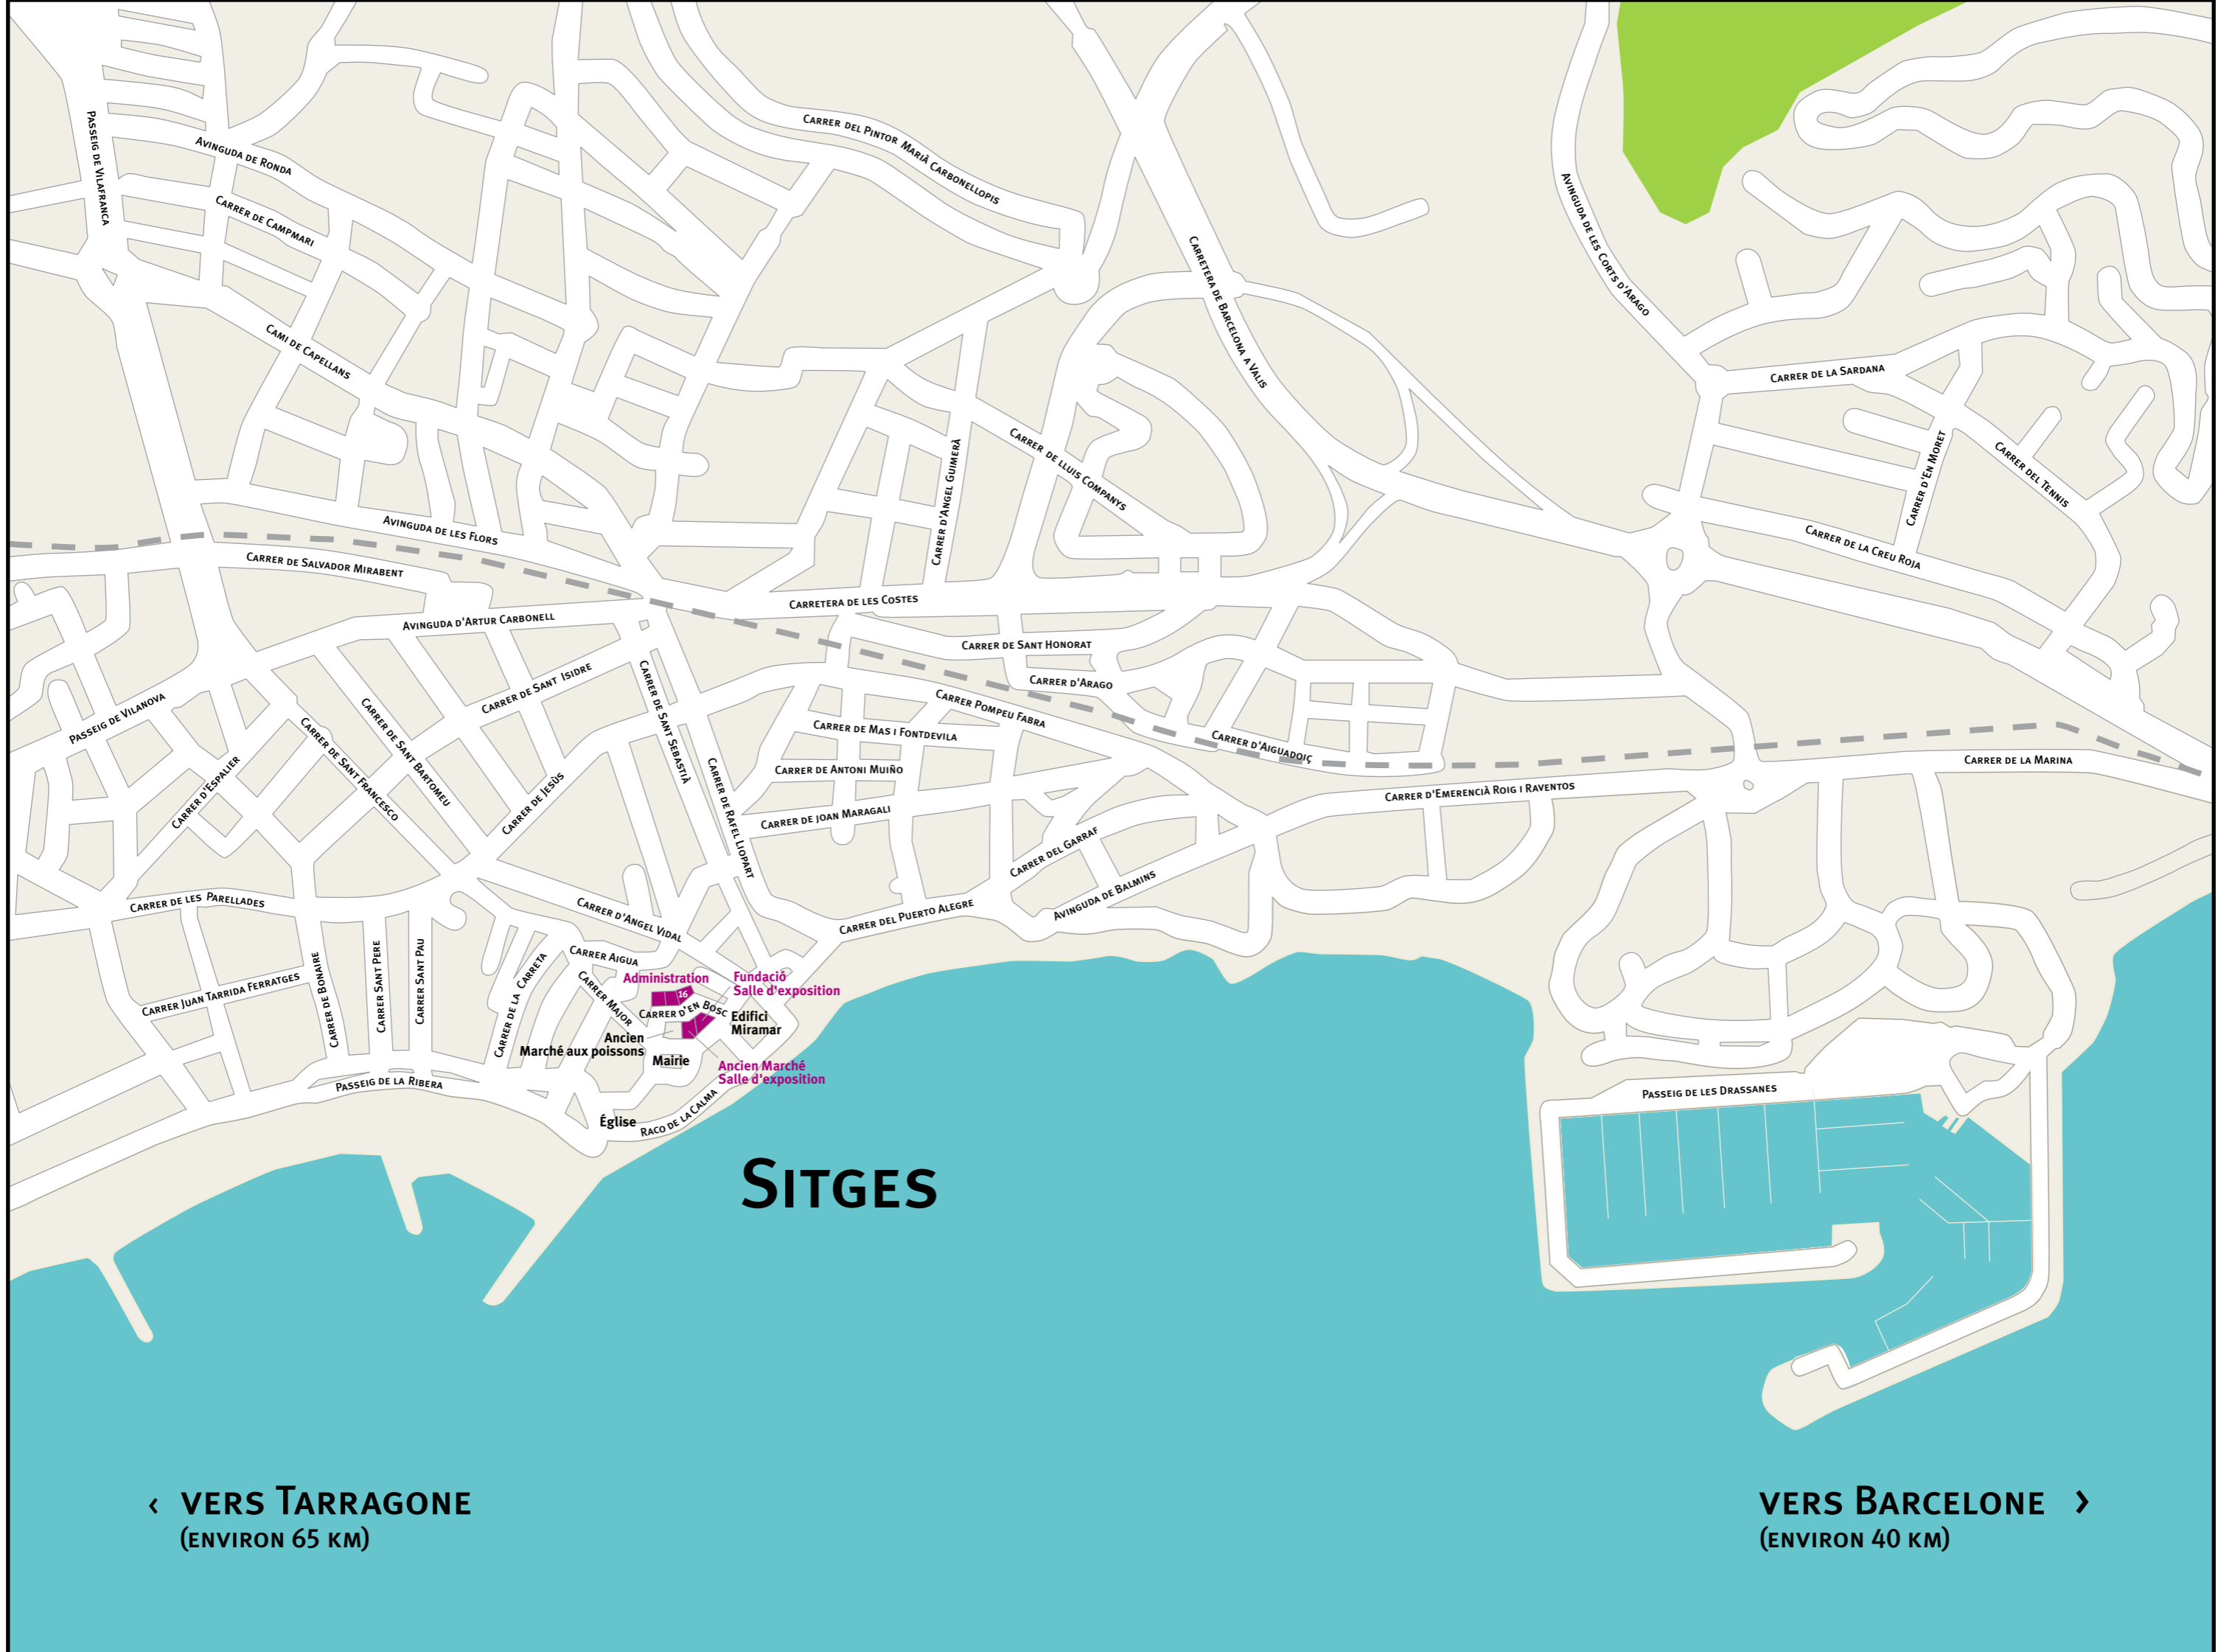 Passeig de Vilafranca
Avinguda de Ronda
Carrer de Campmari
Carrer del Pintor Marià Carbonellopis
Avinguda de les Corts d'Arago
Carretera de Barcelona a Valis
Cami de Capellans
Carrer de la Sardana
Carrer d'Angel Guimerà
Carrer de Lluis Companys
Carrer d'en Moret
Carrer del Tennis
Avinguda de les Flors
Carrer de la Creu Roja
Carrer de Salvador Mirabent
Carretera de les Costes
Avinguda d'Artur Carbonell
Carrer de Sant Honorat
Carrer d'Arago
Carrer de Sant Isidre
Carrer Pompeu Fabra
Passeig de Vilanova
Carrer de Sant Francesco
Carrer de Sant Bartomeu
Carrer de Sant Sebastià
Carrer de Mas i Fontdevila
Carrer d'Aiguadoiç
Carrer d'Espalier
Carrer de Jesùs
Carrer de Rafel Liopart
Carrer de Antoni Muiño
Carrer de la Marina
Carrer d'Emerencià Roig i Raventos
Carrer de joan Maragali
Carrer del Garraf
Avinguda de Balmins
Carrer de les Parellades
Carrer d'Angel Vidal
Carrer del Puerto Alegre
Carrer Juan Tarrida Ferratges
Carrer de Bonaire
Carrer Sant Pere
Carrer Sant Pau
Carrer de la Carreta
Carrer Aigua
Carrer Major
Administration
16
Fundació
Salle d'exposition
Carrer d'en Bosc
Edifici
Miramar
Ancien
Marché aux poissons
Mairie
Ancien Marché
Salle d'exposition
Passeig de la Ribera
Église
Raco de la Calma
Passeig de les Drassanes
Sitges
‹ vers Tarragone
(environ 65 km)
vers Barcelone ›
(environ 40 km)